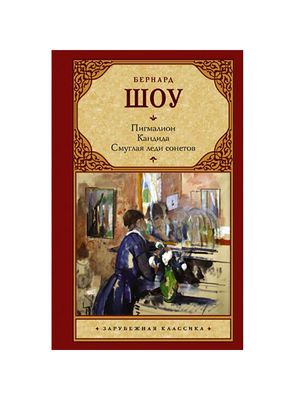 БЕРНАРД
ШОУ
Пигмалион
Кандида
Смуглая леди сонетов
ЗАРУБЕЖНАЯ КЛАССИКА